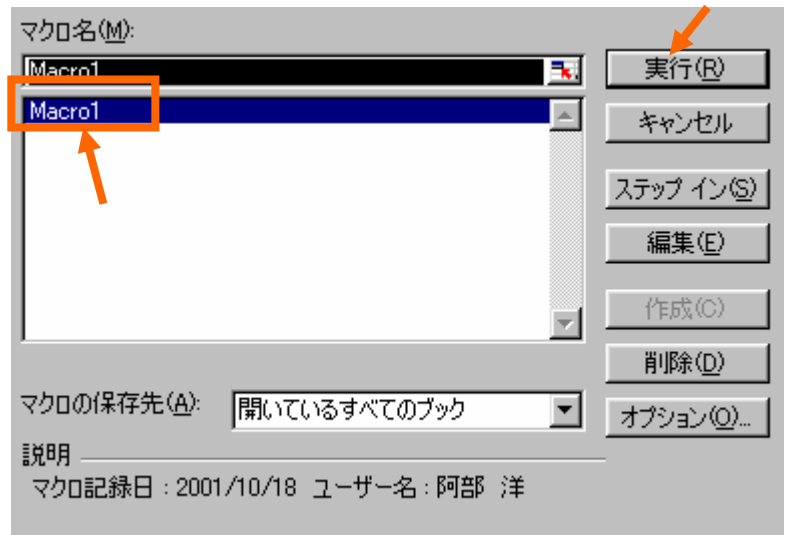 マクロ名(M):
Macro1
Macro1
実行(R)
キャンセル
ステップ イン(S)
編集(E)
作成(C)
削除(D)
オプション(O)...
マクロの保存先(A):
開いているすべてのブック
説明
マクロ記録日 : 2001/10/18 ユーザー名 : 阿部 洋